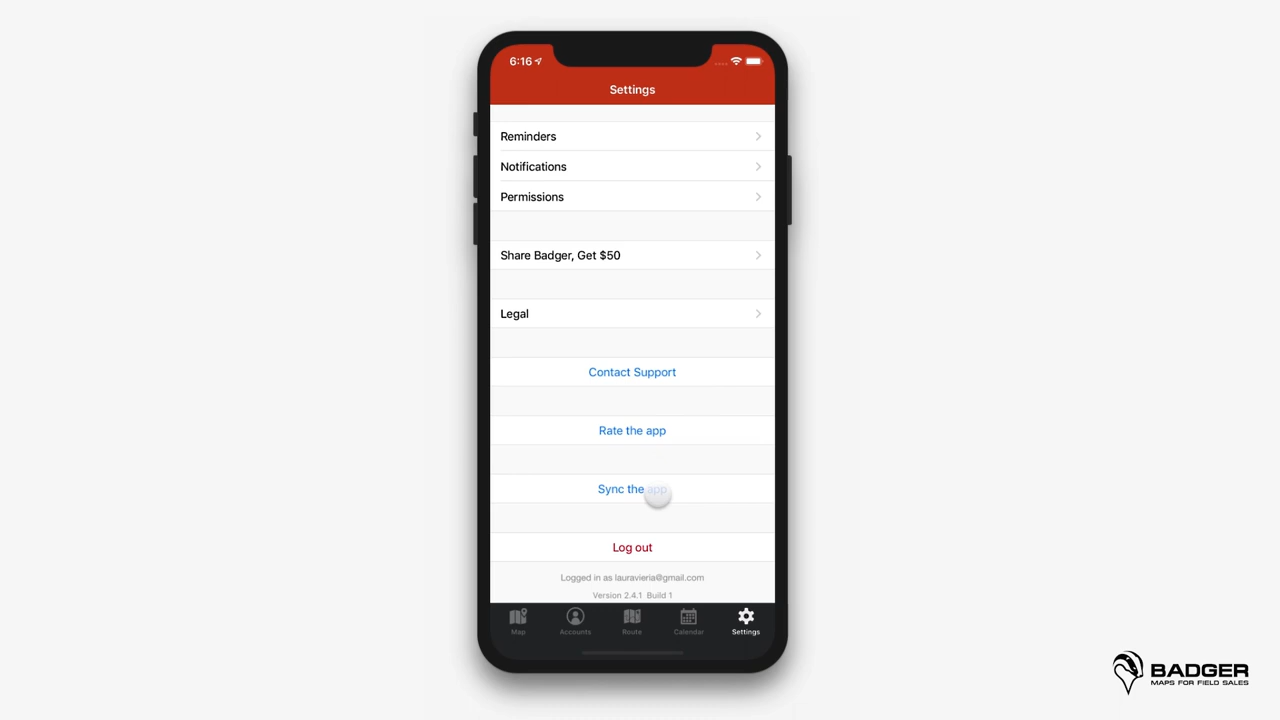 6:16
Settings
Reminders
Notifications
Permissions
Share Badger, Get $50
Legal
Contact Support
Rate the app
Sync the app
Log out
Logged in as lauravieria@gmail.com
Version 2.4.1 Build 1
Map
Accounts
Route
Calendar
Settings
BADGER
MAPS FOR FIELD SALES